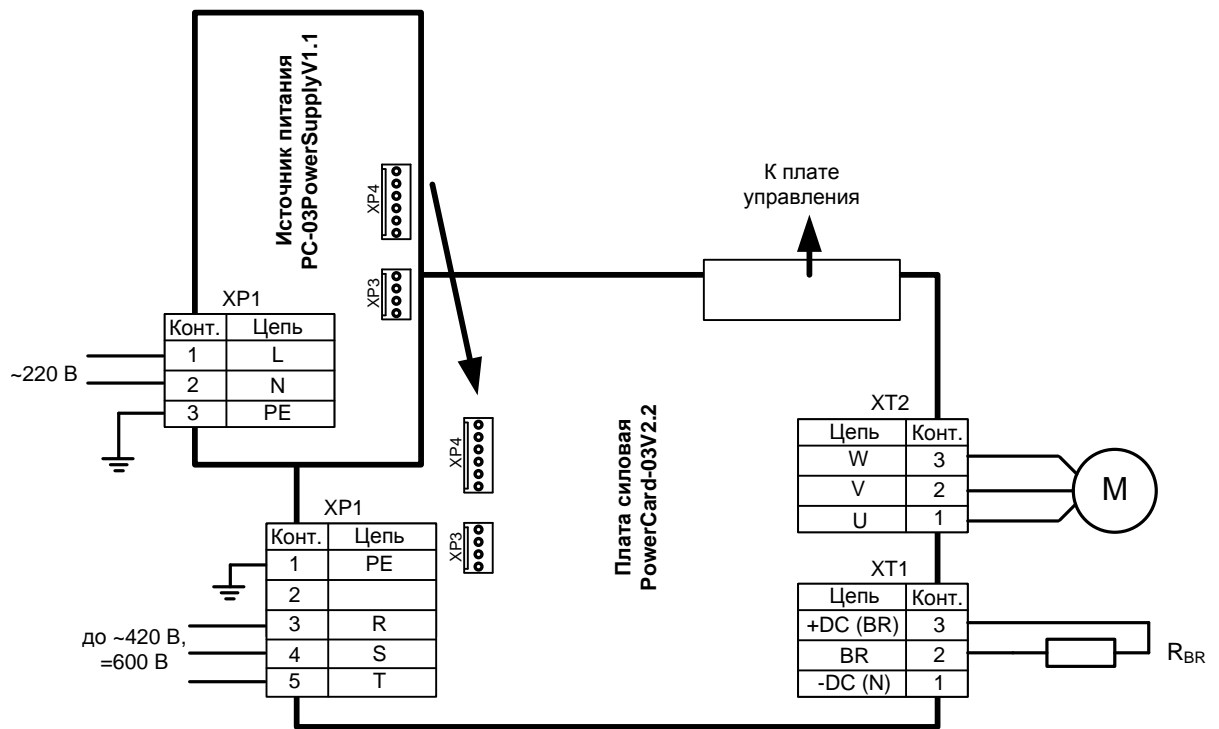 Источник питания
PC-03PowerSupplyV1.1
XP4
XP3
К плате
управления
XP1
Конт. Цепь
1 L
2 N
3 PE
~220 В
XP4
XP3
Плата силовая
PowerCard-03V2.2
XP1
Конт. Цепь
1 PE
2
3 R
4 S
5 T
до ~420 В,
=600 В
XT2
Цепь Конт.
W 3
V 2
U 1
M
XT1
Цепь Конт.
+DC (BR) 3
BR 2
-DC (N) 1
RBR